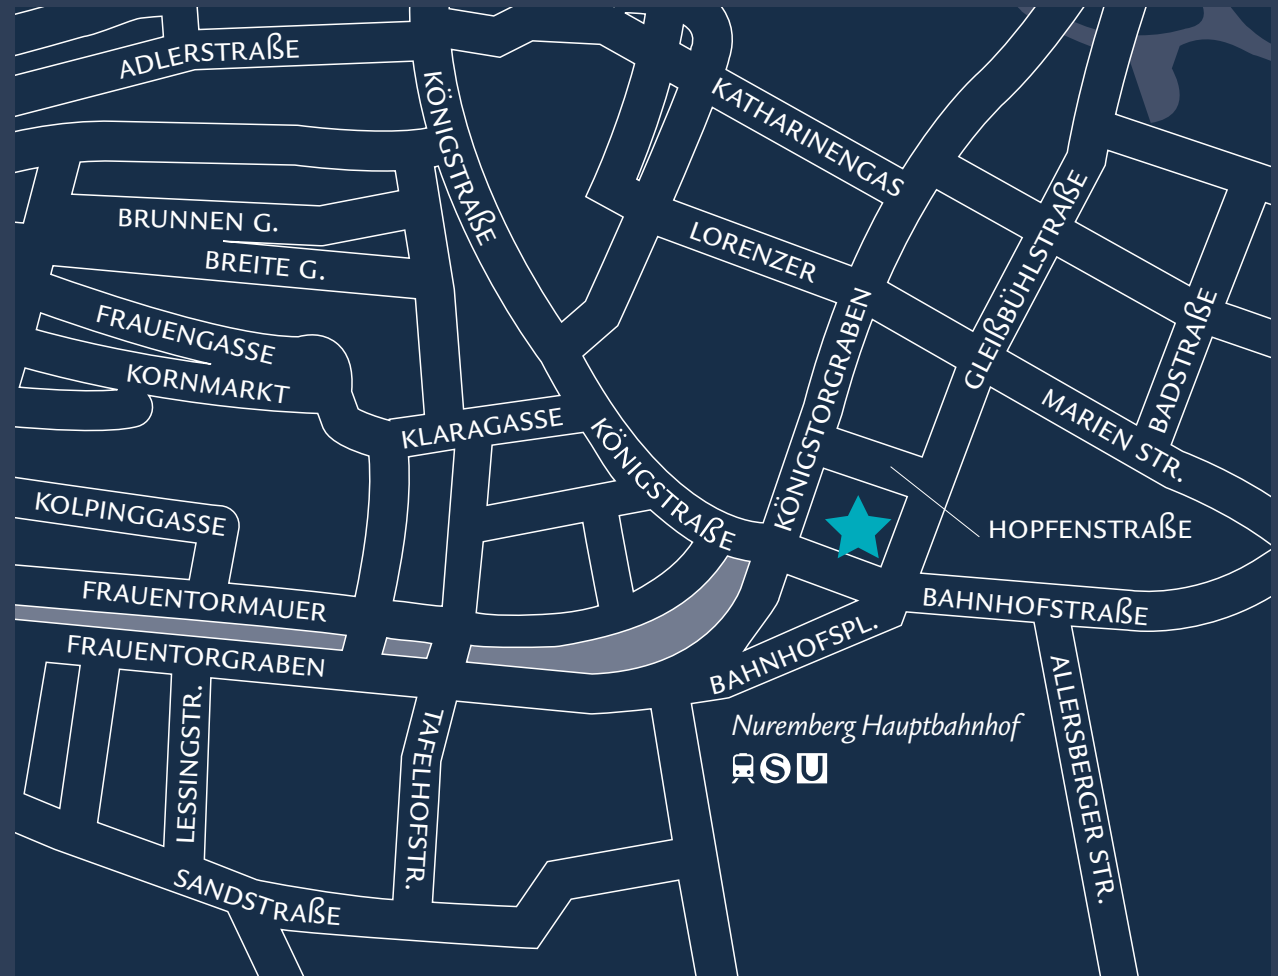 ADLERSTRAßE
KÖNIGSTRAßE
KATHARINENGAS
BRUNNEN G.
BREITE G.
LORENZER
GLEIßBÜHLSTRAßE
FRAUENGASSE
KORNMARKT
KÖNIGSTORGRABEN
BADSTRAßE
MARIEN STR.
KLARAGASSE
KÖNIGSTRAßE
KOLPINGGASSE
HOPFENSTRAßE
FRAUENTORMAUER
BAHNHOFSTRAßE
FRAUENTORGRABEN
BAHNHOFSPL.
LESSINGSTR.
TAFELHOFSTR.
Nuremberg Hauptbahnhof
S U
ALLERSBERGER STR.
SANDSTRAßE